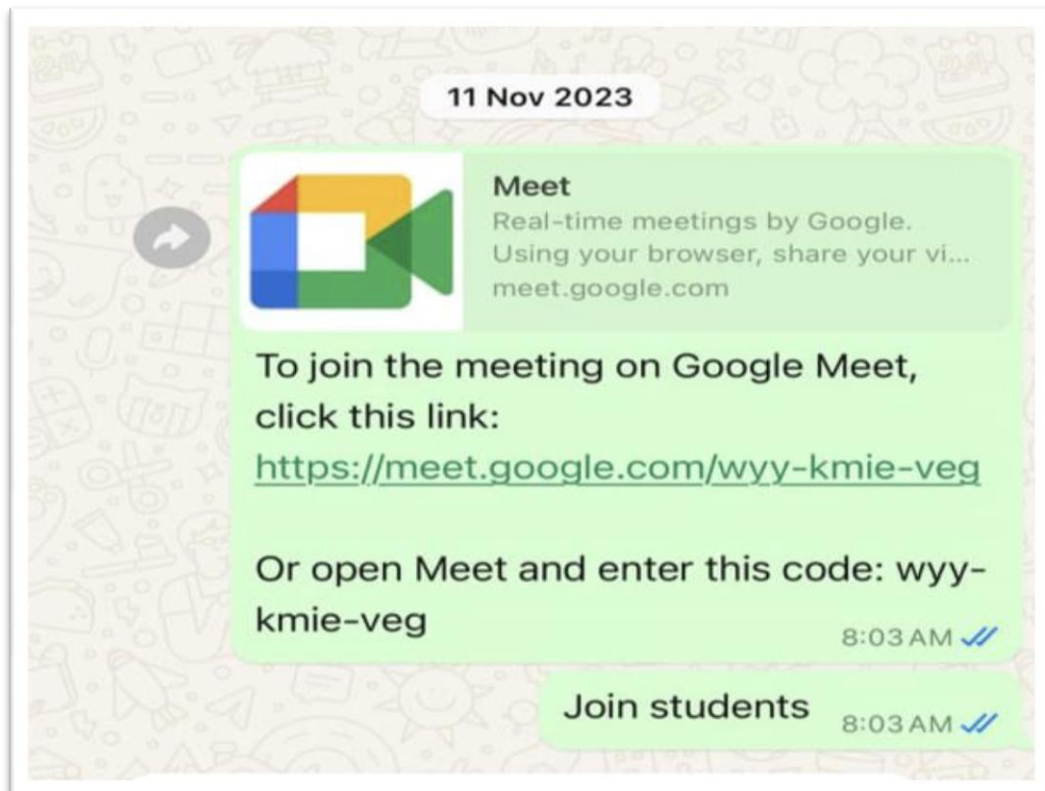 11 Nov 2023
Meet
Real-time meetings by Google.
Using your browser, share your vi...
meet.google.com
To join the meeting on Google Meet,
click this link:
https://meet.google.com/wyy-kmie-veg
Or open Meet and enter this code: wyy-
kmie-veg
8:03 AM
Join students
8:03 AM